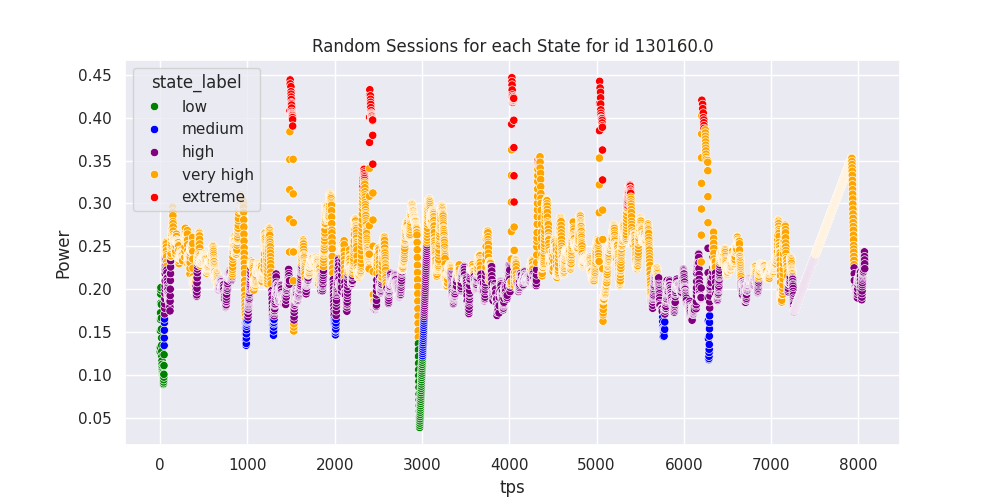 Random Sessions for each State for id 130160.0
state_label
low
medium
high
very high
extreme
0.45
0.40
0.35
0.30
0.25
0.20
0.15
0.10
0.05
Power
0 1000 2000 3000 4000 5000 6000 7000 8000
tps